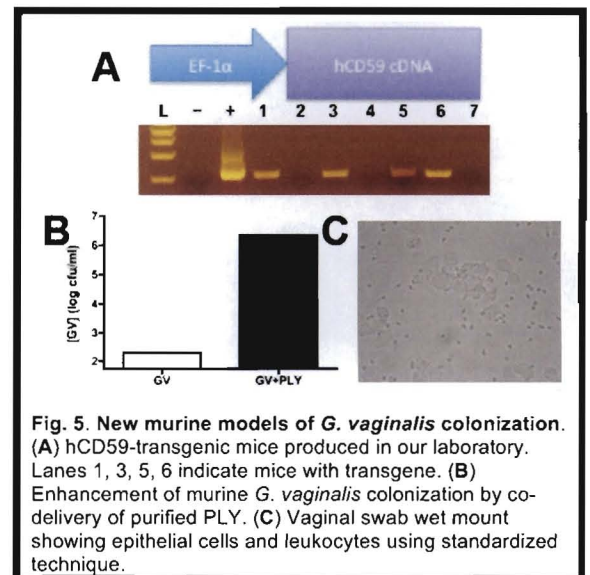 A
EF-1α
hCD59 cDNA
L – + 1 2 3 4 5 6 7
B
[GV] (log cfu/ml)
7
6
5
4
3
2
GV
GV+PLY
C
Fig. 5. New murine models of G. vaginalis colonization.
(A) hCD59-transgenic mice produced in our laboratory.
Lanes 1, 3, 5, 6 indicate mice with transgene. (B)
Enhancement of murine G. vaginalis colonization by co-
delivery of purified PLY. (C) Vaginal swab wet mount
showing epithelial cells and leukocytes using standardized
technique.